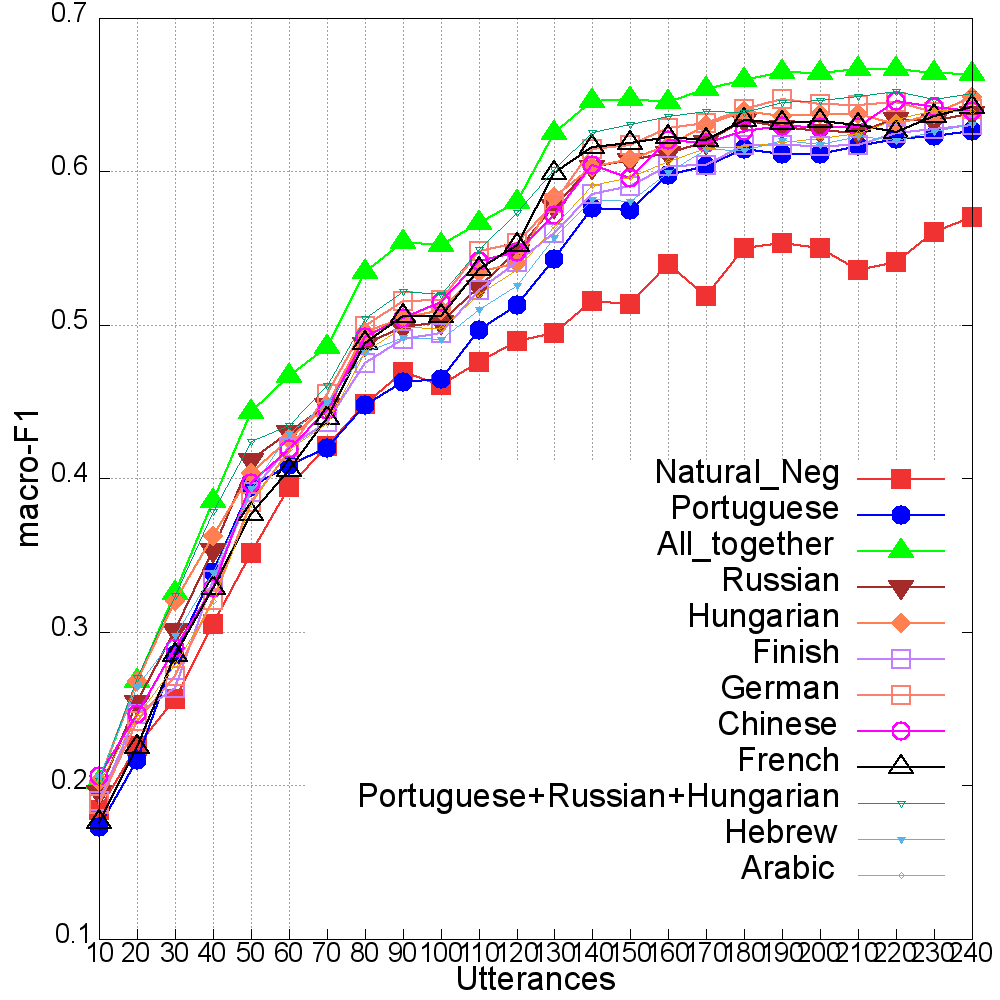 0.7
0.6
0.5
0.4
0.3
0.2
0.1
macro-F1
Natural_Neg
Portuguese
All_together
Russian
Hungarian
Finish
German
Chinese
French
Portuguese+Russian+Hungarian
Hebrew
Arabic
10 20 30 40 50 60 70 80 90 100 110 120 130 140 150 160 170 180 190 200 210 220 230 240
Utterances